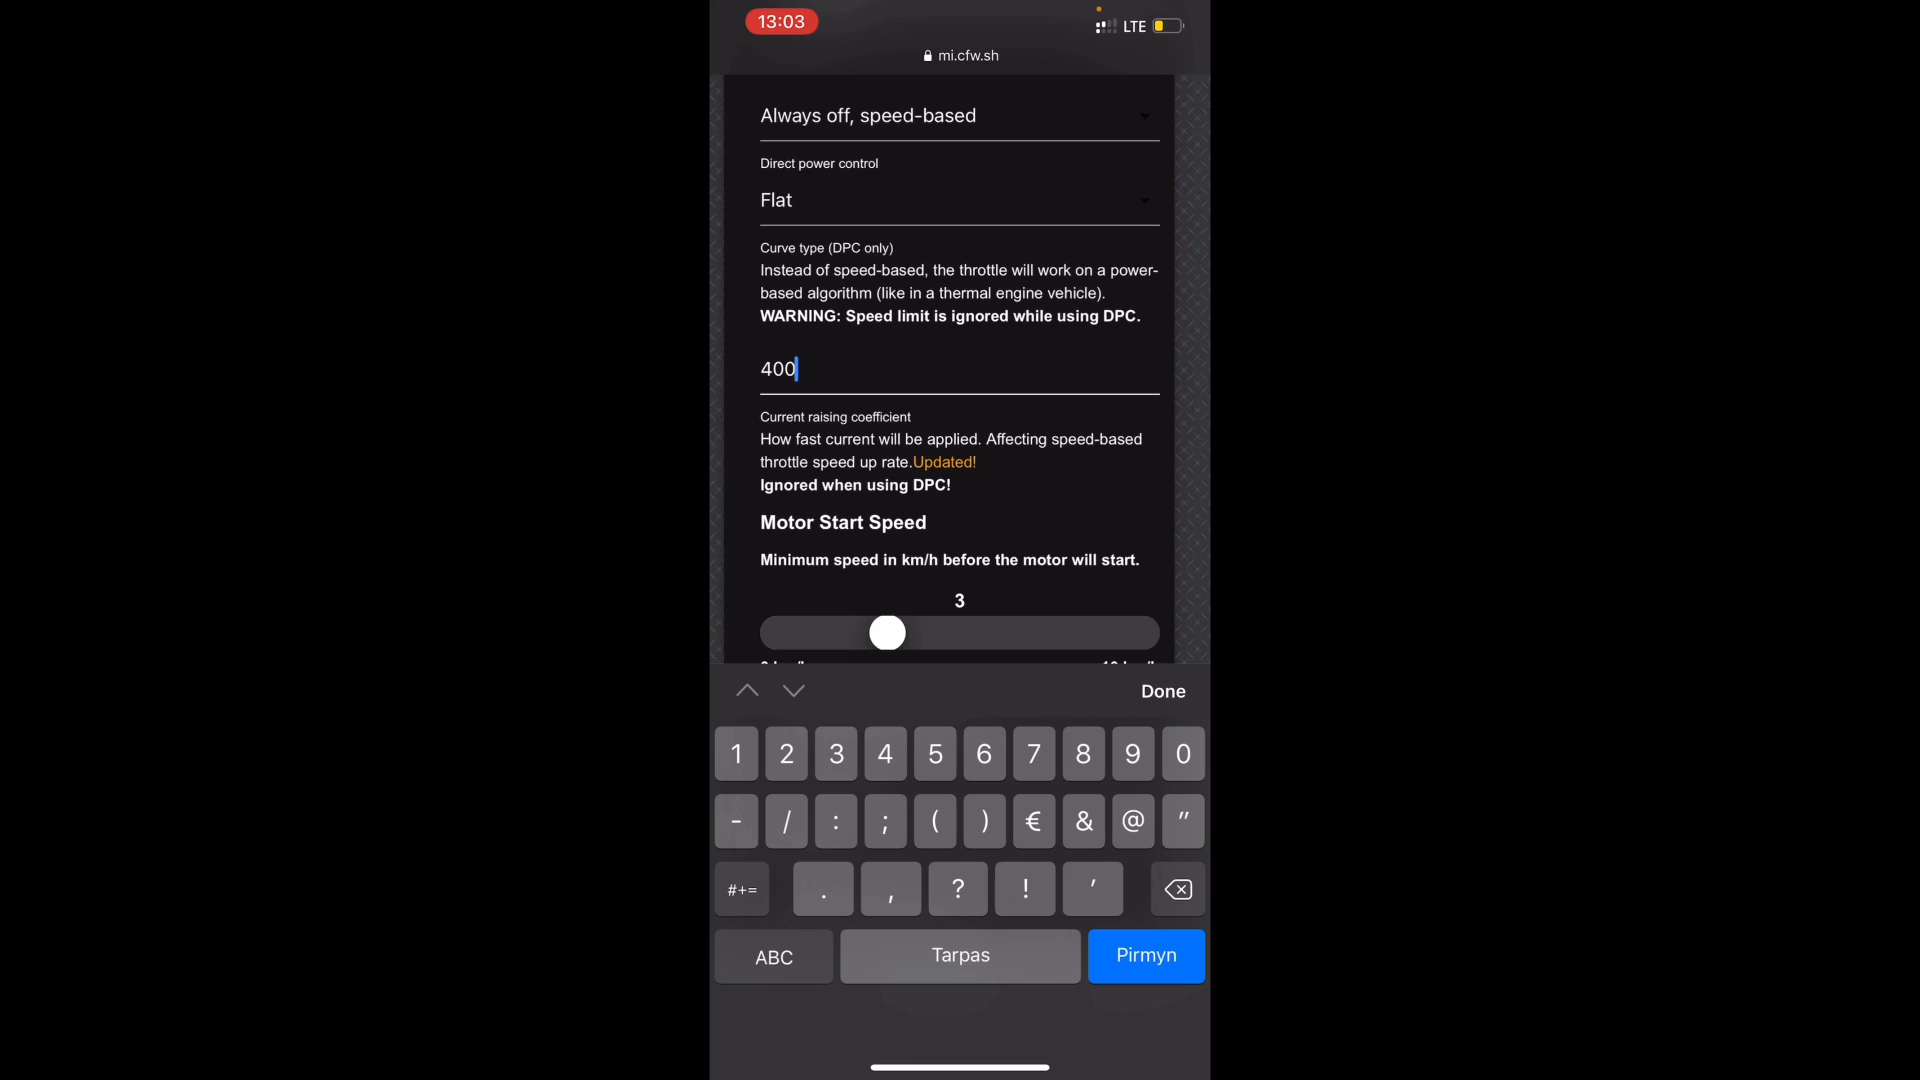 13:03
LTE
mi.cfw.sh
Always off, speed-based
Direct power control
Flat
Curve type (DPC only)
Instead of speed-based, the throttle will work on a power-
based algorithm (like in a thermal engine vehicle).
WARNING: Speed limit is ignored while using DPC.
400
Current raising coefficient
How fast current will be applied. Affecting speed-based
throttle speed up rate.Updated!
Ignored when using DPC!
Motor Start Speed
Minimum speed in km/h before the motor will start.
3
Done
1 2 3 4 5 6 7 8 9 0
- / : ; ( ) € & @ "
#+= . , ? ! '
ABC Tarpas Pirmyn